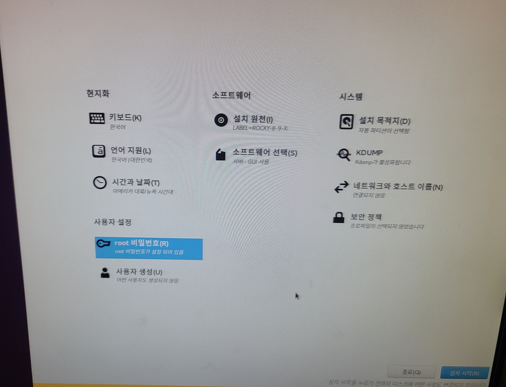 현지화
키보드(K)
한국어
언어 지원(L)
한국어 (대한민국)
시간과 날짜(T)
아메리카 대륙/뉴욕 시간대
사용자 설정
root 비밀번호(R)
root 비밀번호가 설정 되어 있음
사용자 생성(U)
어떤 사용자도 생성되지 않음
소프트웨어
설치 원천(I)
소프트웨어 선택(S)
서버 - GUI 사용
시스템
설치 목적지(D)
자동 파티션이 선택됨
KDUMP
Kdump가 활성화됩니다
네트워크와 호스트 이름(N)
연결되지 않음
보안 정책
프로파일이 선택되지 않았습니다
종료(Q)
설치 시작(B)